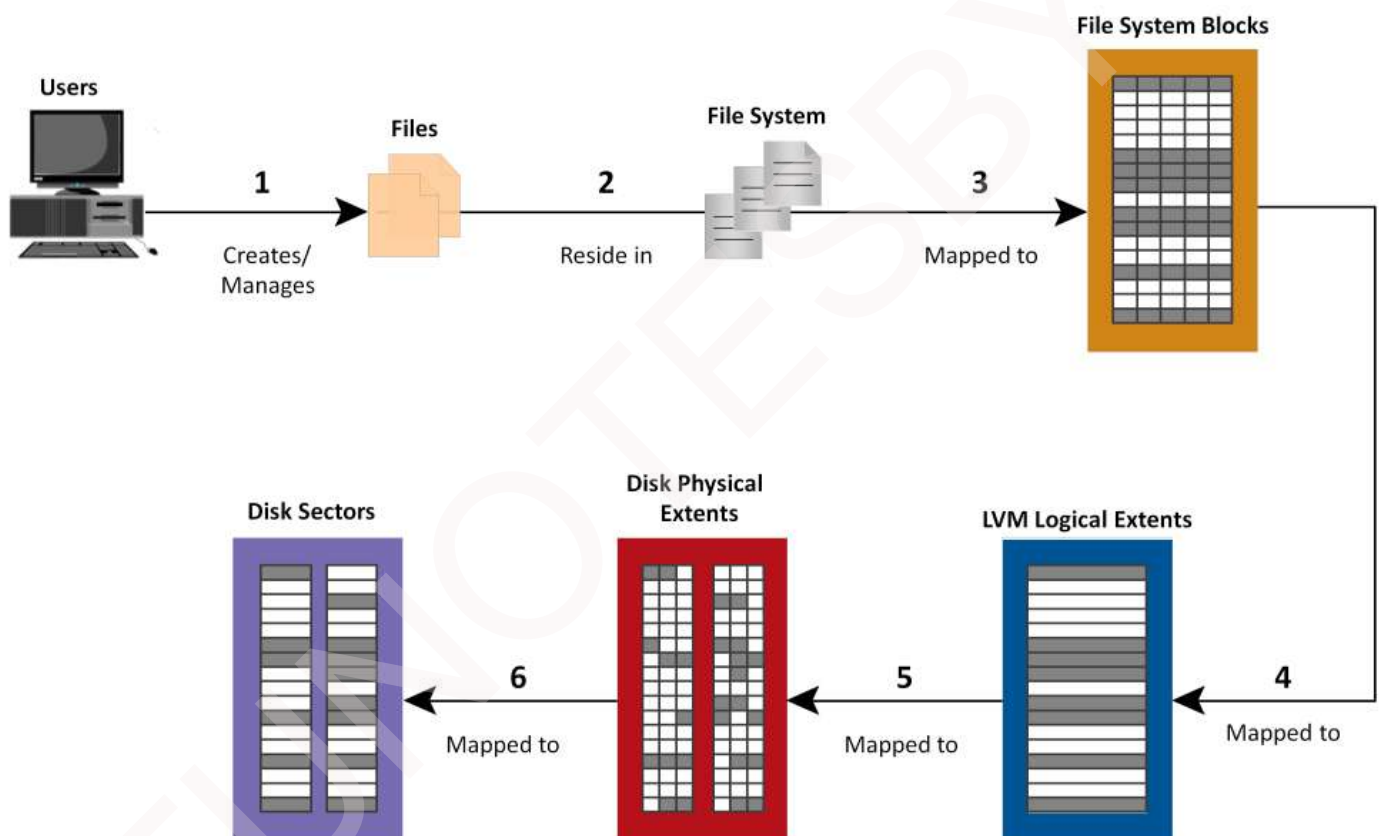 Users
1
Creates/
Manages
Files
2
Reside in
File System
3
Mapped to
File System Blocks
4
Mapped to
LVM Logical Extents
5
Mapped to
Disk Physical
Extents
6
Mapped to
Disk Sectors